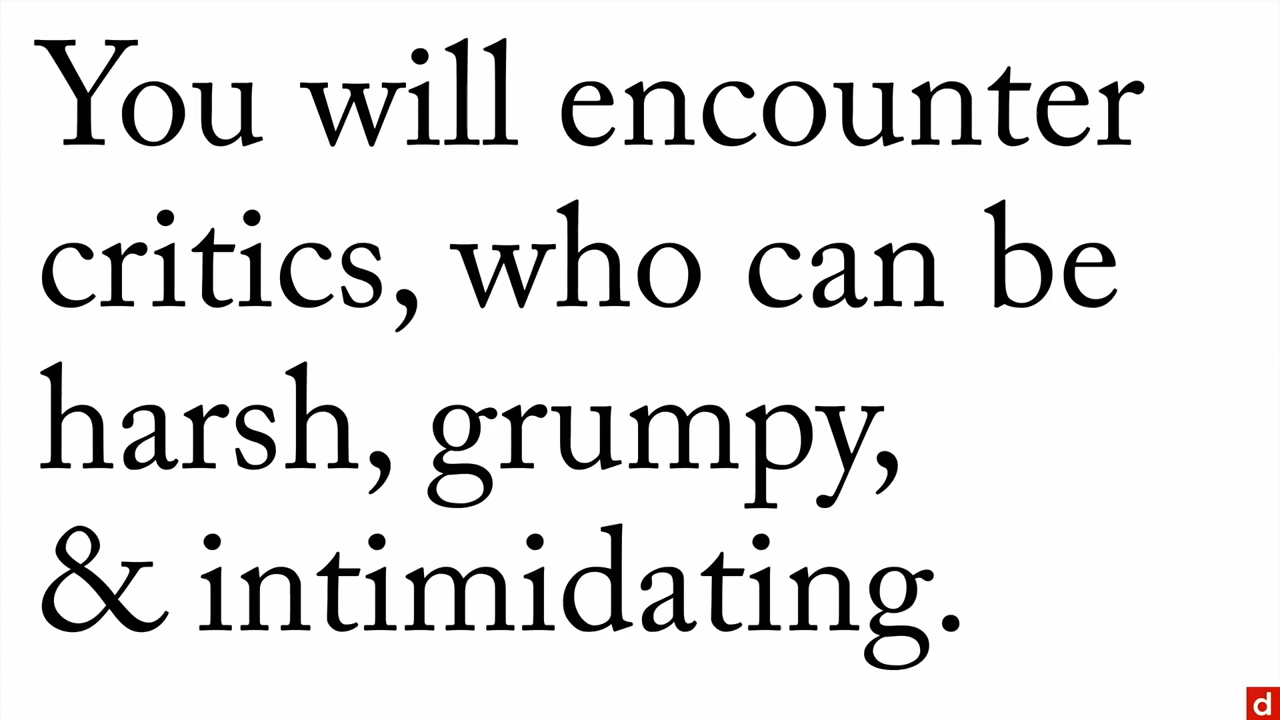 You will encounter
critics, who can be
harsh, grumpy,
& intimidating.
d